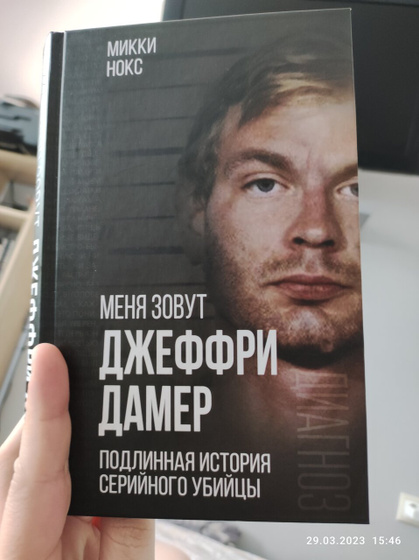 МИККИ
НОКС
МЕНЯ ЗОВУТ
ДЖЕФФРИ
ДАМЕР
ПОДЛИННАЯ ИСТОРИЯ
СЕРИЙНОГО УБИЙЦЫ
ДИАГНОЗ
29.03.2023 15:46